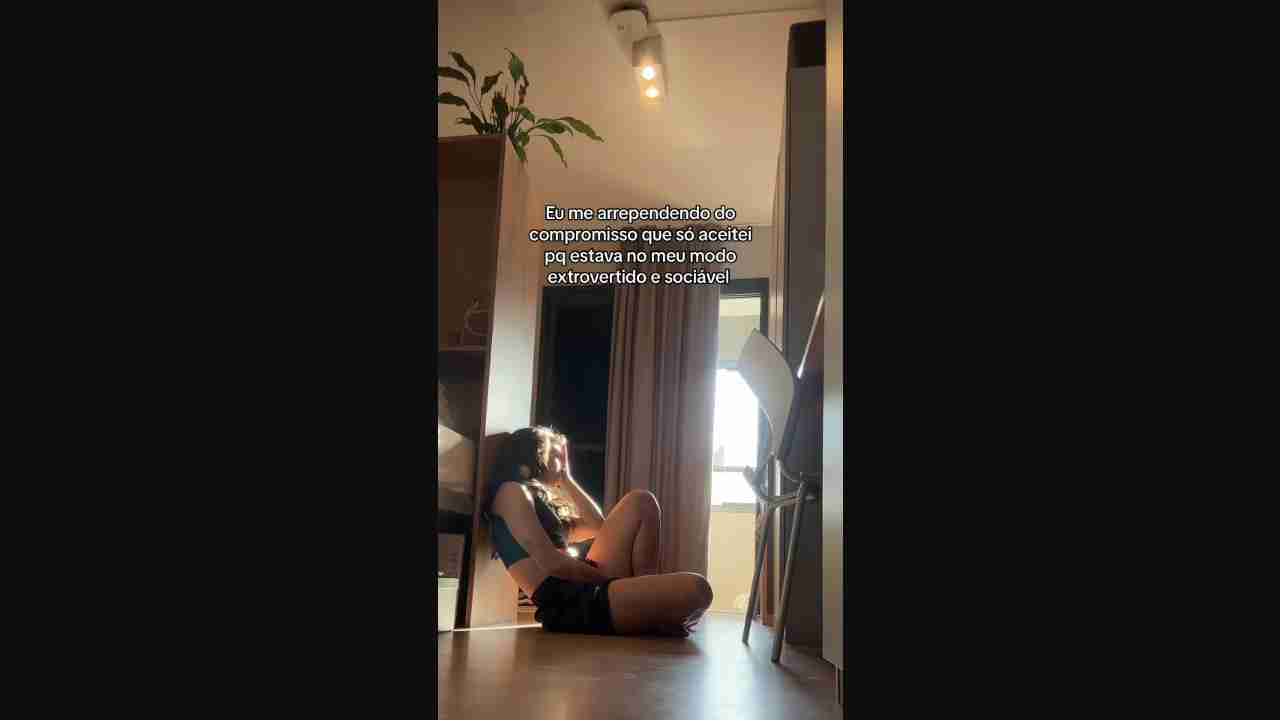 Eu me arrependendo do
compromisso que só aceitei
pq estava no meu modo
extrovertido e sociável